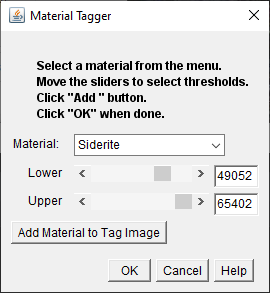 Material Tagger
Select a material from the menu.
Move the sliders to select thresholds.
Click "Add " button.
Click "OK" when done.
Material: Siderite
Lower 49052
Upper 65402
Add Material to Tag Image
OK Cancel Help